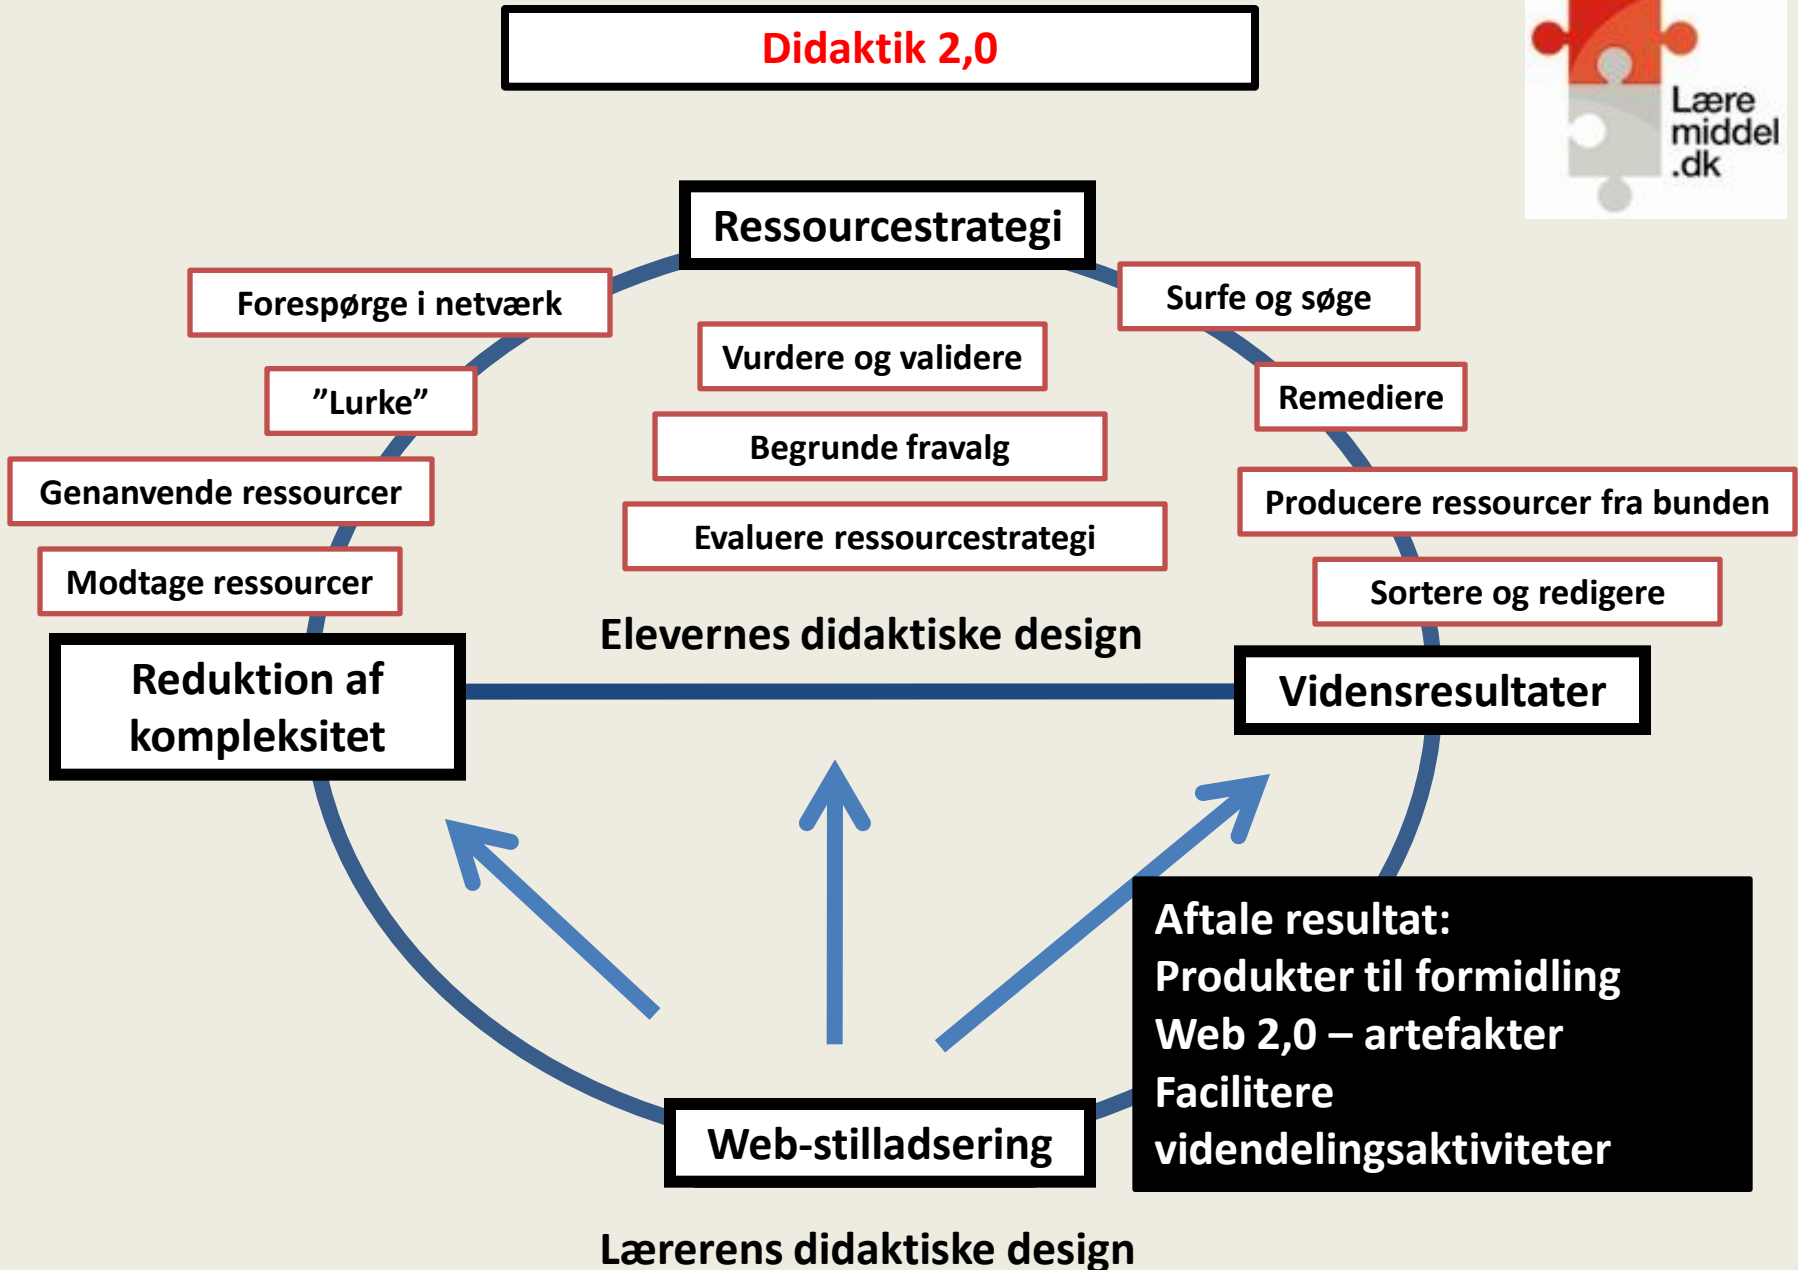 Didaktik 2,0
Lære
middel
.dk
Ressourcestrategi
Forespørge i netværk
Surfe og søge
Vurdere og validere
”Lurke”
Remediere
Begrunde fravalg
Genanvende ressourcer
Producere ressourcer fra bunden
Evaluere ressourcestrategi
Modtage ressourcer
Sortere og redigere
Elevernes didaktiske design
Reduktion af
kompleksitet
Vidensresultater
Aftale resultat:
Produkter til formidling
Web 2,0 – artefakter
Facilitere
videndelingsaktiviteter
Web-stilladsering
Lærerens didaktiske design